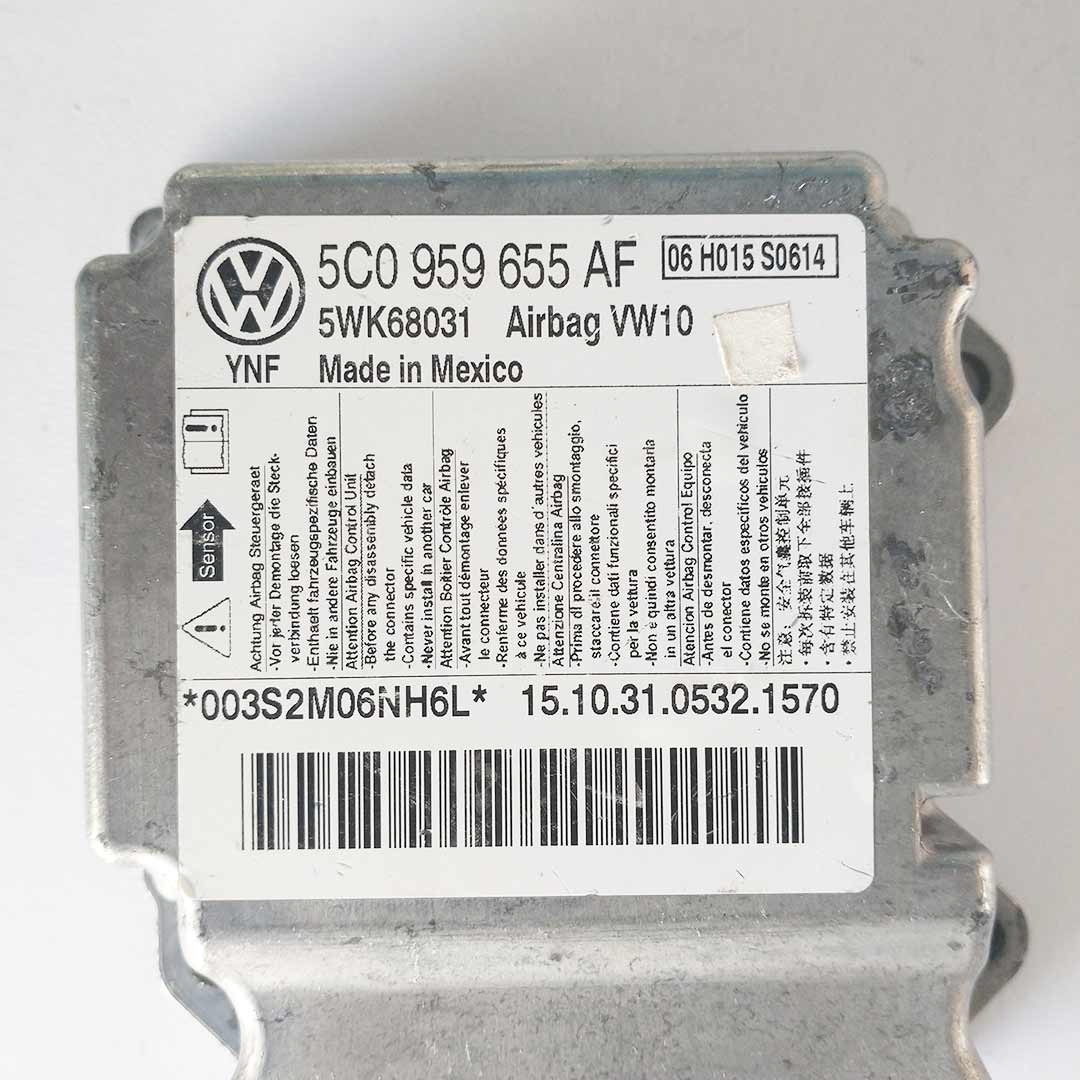 5C0 959 655 AF
06 H015 S0614
5WK68031 Airbag VW10
YNF Made in Mexico
Sensor
Achtung Airbag Steuergeraet
-Vor jeder Demontage die Steck-
verbindung loesen
-Enthaelt fahrzeugspezifische Daten
-Nie in andere Fahrzeuge einbauen
Attention Airbag Control Unit
-Before any disassembly detach
the connector
-Contains specific vehicle data
-Never install in another car
Attention Boîtier Contrôle Airbag
-Avant tout démontage enlever
le connecteur
-Renferme des données spécifiques
à ce véhicule
-Ne pas installer dans d'autres véhicules
Attenzione Centralina Airbag
-Prima di procedere allo smontaggio,
staccare il connettore
-Contiene dati funzionali specifici
per la vettura
-Non è quindi consentito montarla
in un altra vettura
Atancion Airbag Control Equipo
-Antes de desmontar, desconecta
el conector
-Contiene datos específicos del vehículo
-No se monte en otros vehículos
注意、安全气囊控制单元
·每次拆装前取下全部接插件
·含有特定数据
·禁止安装在其他车辆上
*003S2M06NH6L* 15.10.31.0532.1570